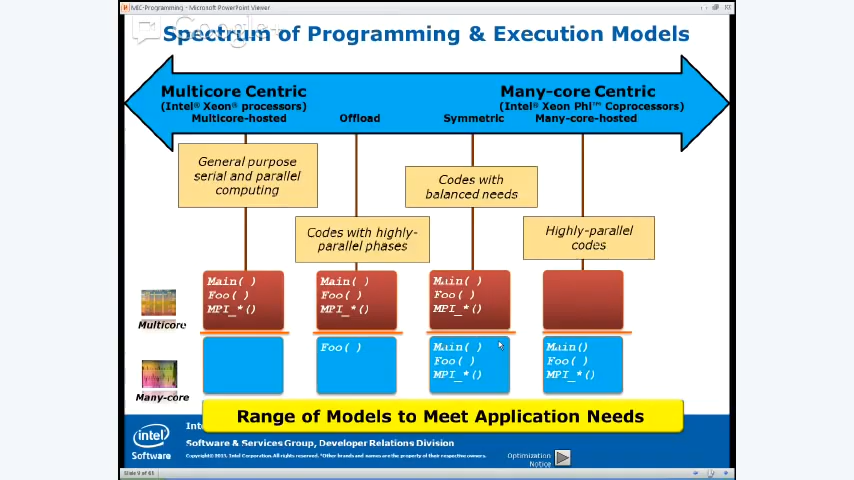 MIC-Programming - Microsoft PowerPoint Viewer
Google
Spectrum of Programming & Execution Models
Multicore Centric
(Intel® Xeon® processors)
Multicore-hosted
Offload
Symmetric
Many-core Centric
(Intel® Xeon Phi™ Coprocessors)
Many-core-hosted
General purpose
serial and parallel
computing
Codes with highly-
parallel phases
Codes with
balanced needs
Highly-parallel
codes
Multicore
Main( )
Foo( )
MPI_*()
Main( )
Foo( )
MPI_*()
Main( )
Foo( )
MPI_*()
Many-core
Foo( )
Main( )
Foo( )
MPI_*()
Main()
Foo( )
MPI_*()
Range of Models to Meet Application Needs
intel
Software
Inte
Software & Services Group, Developer Relations Division
Copyright© 2013, Intel Corporation. All rights reserved. *Other brands and names are the property of their respective owners.
Optimization
Notice